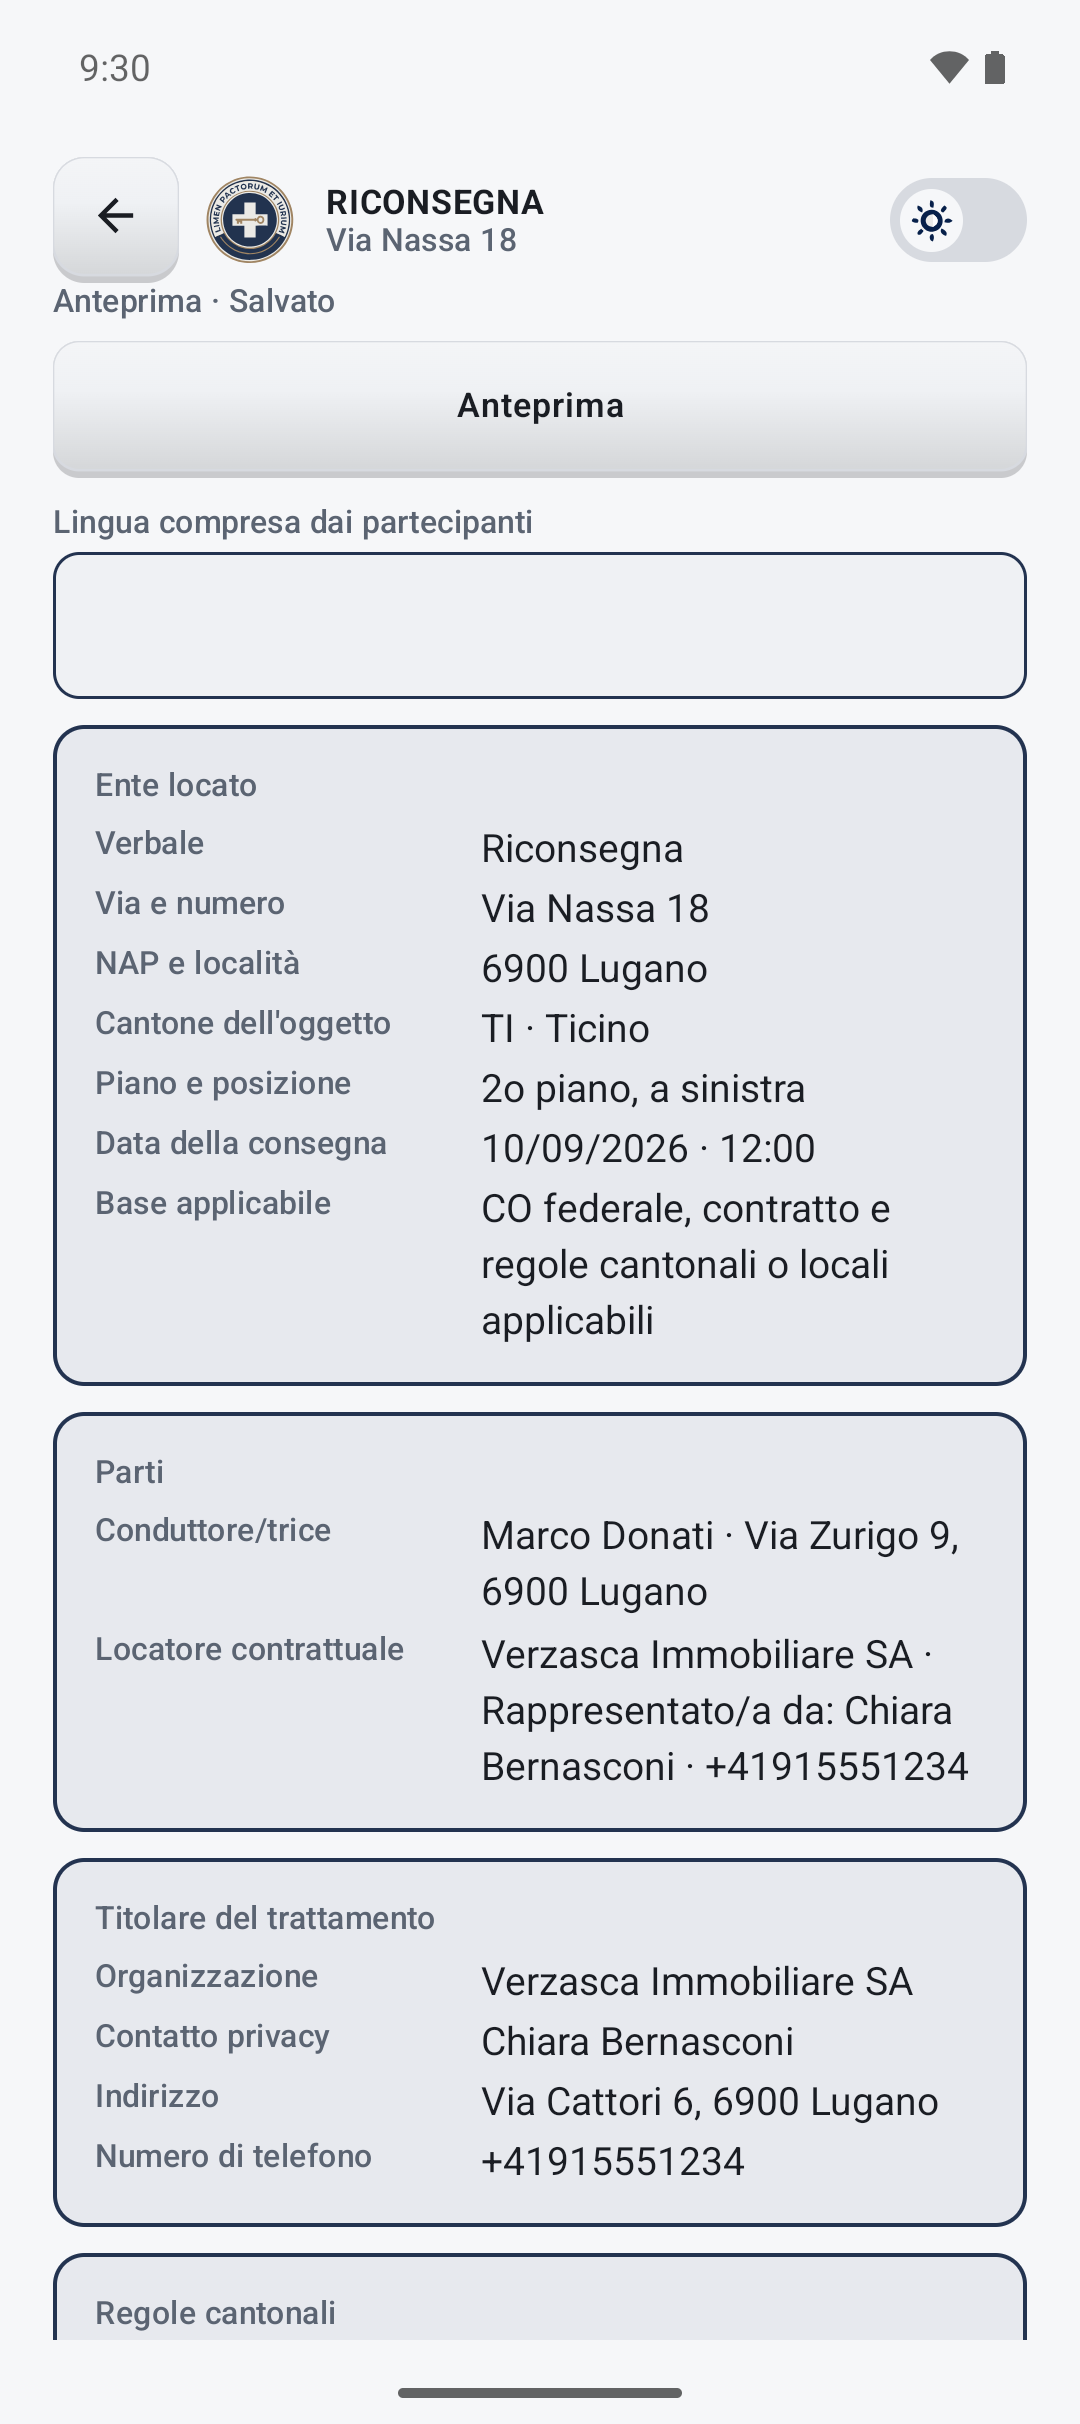 9:30
LIMEN PACTORUM ET IURIUM
RICONSEGNA
Via Nassa 18
Anteprima · Salvato
Anteprima
Lingua compresa dai partecipanti
Ente locato
Verbale
Riconsegna
Via e numero
Via Nassa 18
NAP e località
6900 Lugano
Cantone dell'oggetto
TI · Ticino
Piano e posizione
2o piano, a sinistra
Data della consegna
10/09/2026 · 12:00
Base applicabile
CO federale, contratto e
regole cantonali o locali
applicabili
Parti
Conduttore/trice
Marco Donati · Via Zurigo 9,
6900 Lugano
Locatore contrattuale
Verzasca Immobiliare SA ·
Rappresentato/a da: Chiara
Bernasconi · +41915551234
Titolare del trattamento
Organizzazione
Verzasca Immobiliare SA
Contatto privacy
Chiara Bernasconi
Indirizzo
Via Cattori 6, 6900 Lugano
Numero di telefono
+41915551234
Regole cantonali